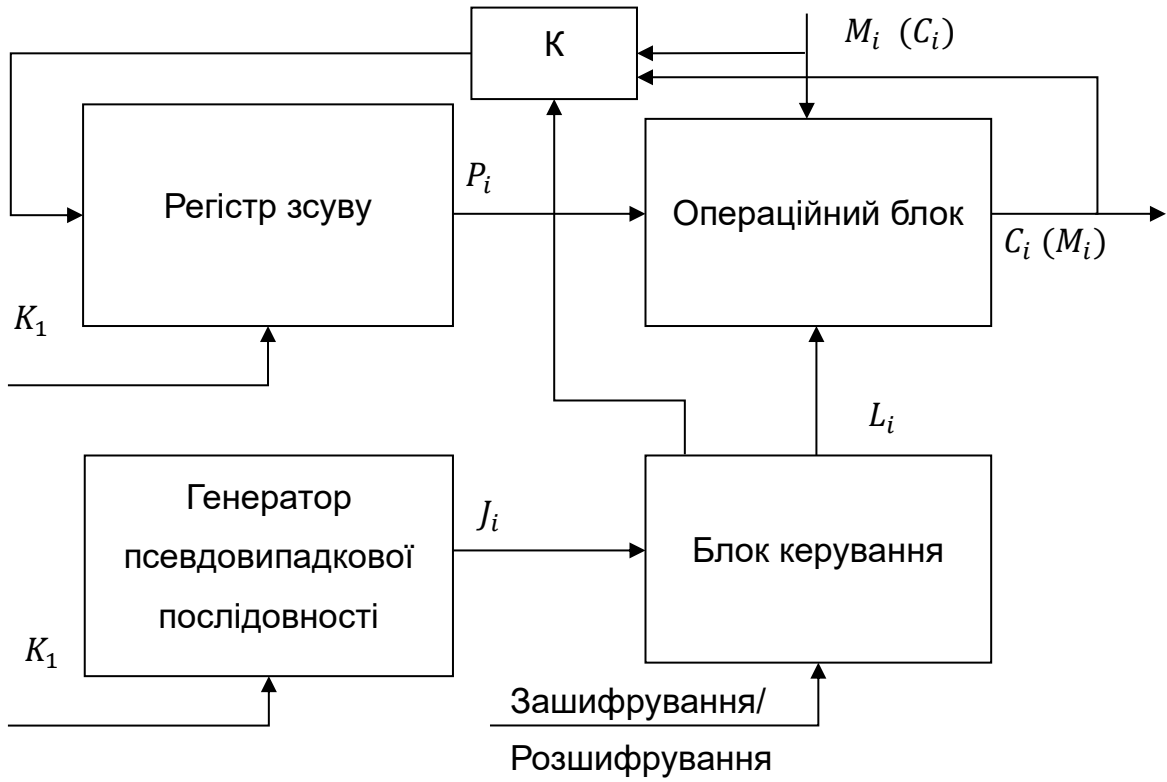 К
𝑀𝑖 (𝐶𝑖)
Регістр зсуву
𝑃𝑖
Операційний блок
𝐶𝑖 (𝑀𝑖)
𝐾1
𝐿𝑖
Генератор
псевдовипадкової
послідовності
𝐽𝑖
Блок керування
𝐾1
Зашифрування/
Розшифрування